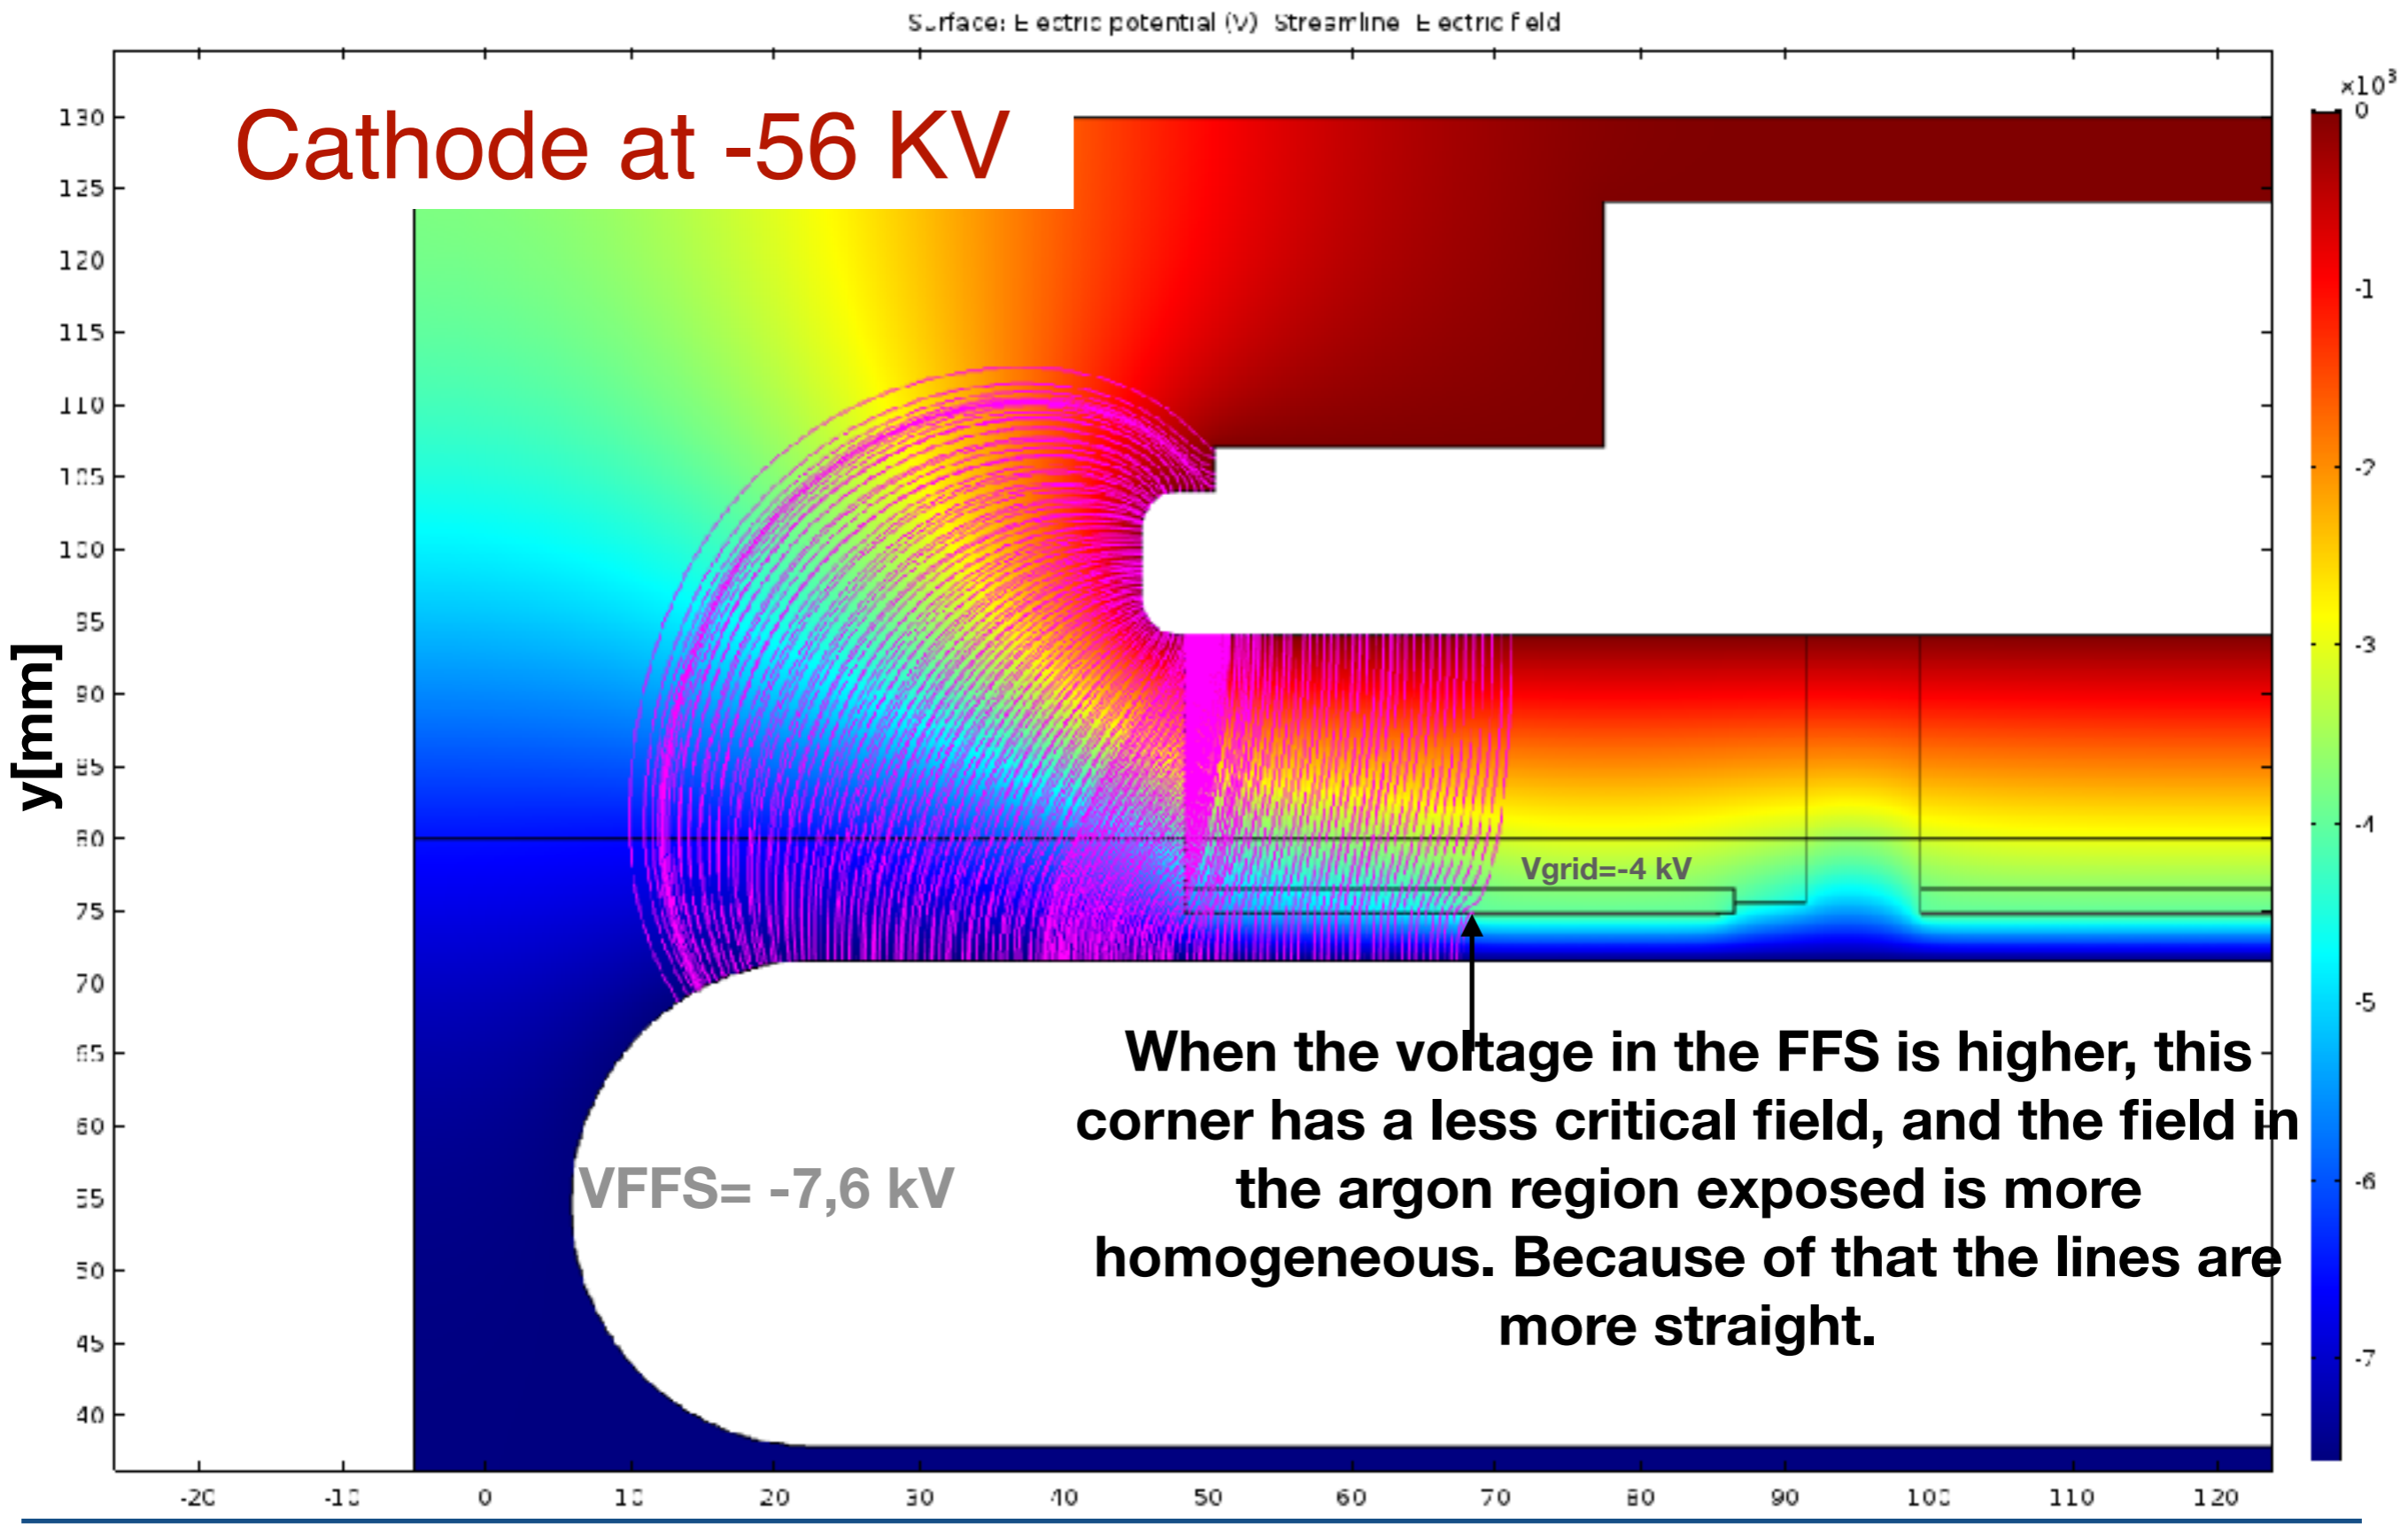 Surface: Electric potential (V) Streamline Electric field
×10³
Cathode at -56 KV
130
125
120
115
110
105
100
95
90
85
80
75
70
65
60
55
50
45
40
y[mm]
0
-1
-2
-3
-4
-5
-6
-7
Vgrid=-4 kV
When the voltage in the FFS is higher, this
corner has a less critical field, and the field in
the argon region exposed is more
homogeneous. Because of that the lines are
more straight.
VFFS= -7,6 kV
-20 -10 0 10 20 30 40 50 60 70 80 90 100 110 120